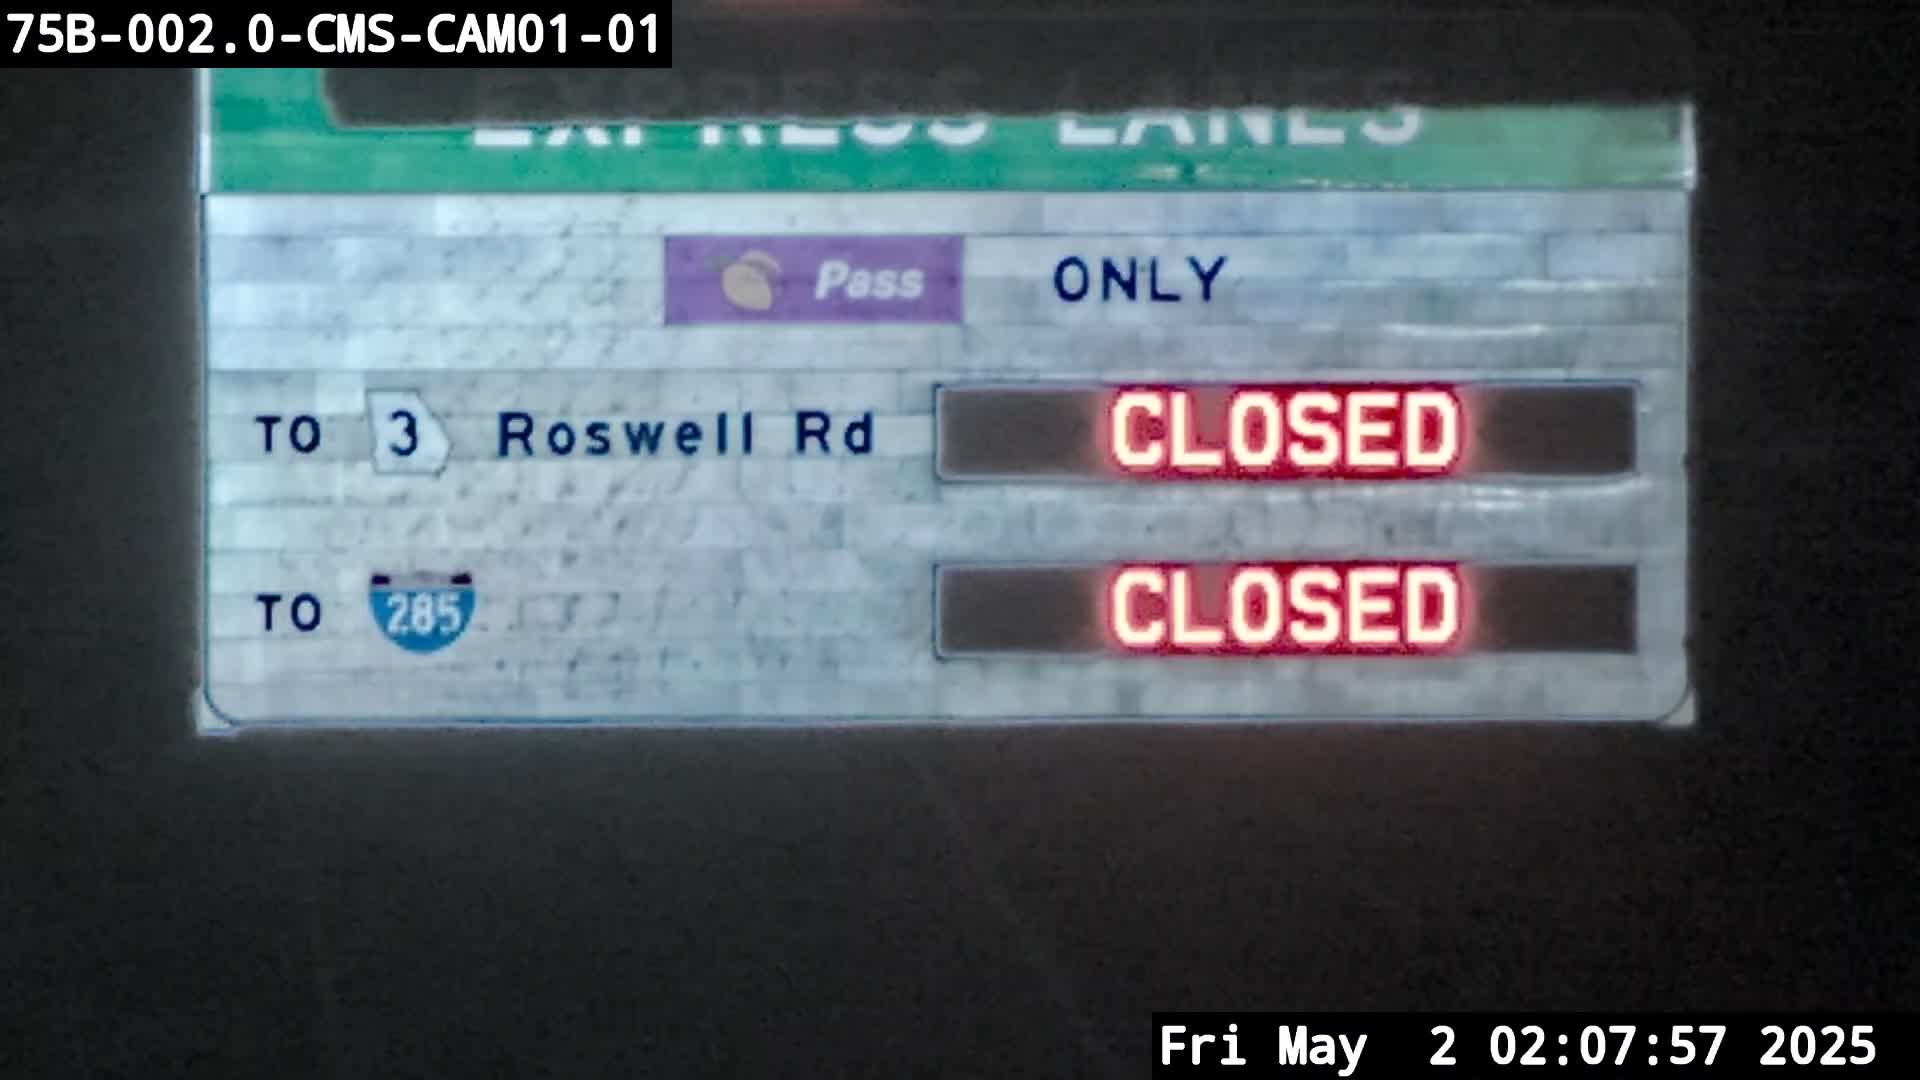 75B-002.0-CMS-CAM01-01
EXPRESS LANES
Pass ONLY
TO 3 Roswell Rd CLOSED
TO 285 CLOSED
Fri May 2 02:07:57 2025